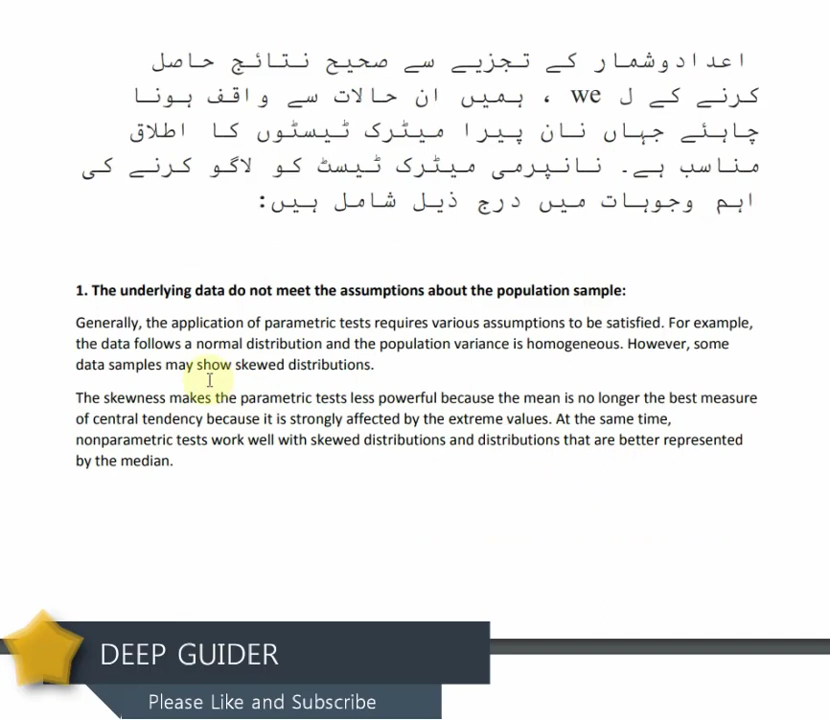 اعدادوشمار کے تجزیے سے صحیح نتائج حاصل
کرنے کے ل we ، ہمیں ان حالات سے واقف ہونا
چاہئے جہاں نان پیرا میٹرک ٹیسٹوں کا اطلاق
مناسب ہے۔ نانپرمی میٹرک ٹیسٹ کو لاگو کرنے کی
اہم وجوہات میں درج ذیل شامل ہیں:
1. The underlying data do not meet the assumptions about the population sample:
Generally, the application of parametric tests requires various assumptions to be satisfied. For example,
the data follows a normal distribution and the population variance is homogeneous. However, some
data samples may show skewed distributions.
The skewness makes the parametric tests less powerful because the mean is no longer the best measure
of central tendency because it is strongly affected by the extreme values. At the same time,
nonparametric tests work well with skewed distributions and distributions that are better represented
by the median.
DEEP GUIDER
Please Like and Subscribe